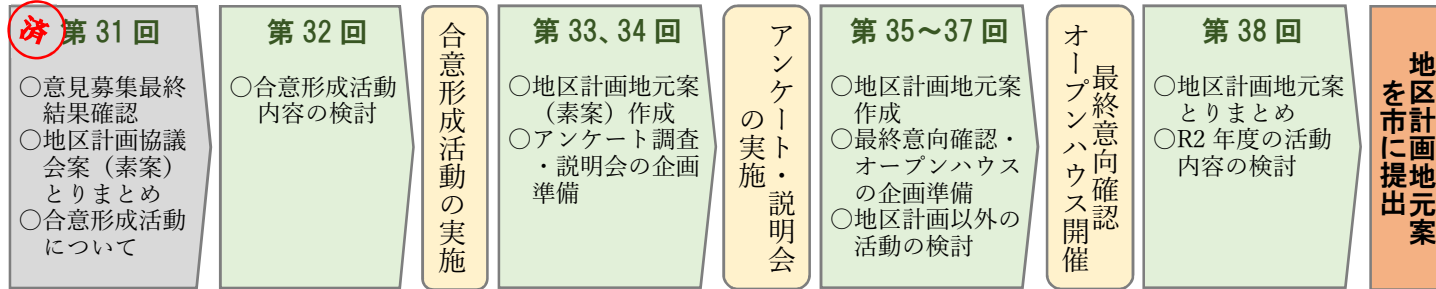 済
第 31 回
○意見募集最終
結果確認
○地区計画協議
会案（素案）
とりまとめ
○合意形成活動
について
第 32 回
○合意形成活動
内容の検討
合意形成活動の実施
第 33、34 回
○地区計画地元案
（素案）作成
○アンケート調査
・説明会の企画
準備
アンケート・説明会
の実施
第 35～37 回
○地区計画地元案
作成
○最終意向確認・
オープンハウス
の企画準備
○地区計画以外の
活動の検討
最終意向確認
オープンハウス開催
第 38 回
○地区計画地元案
とりまとめ
○R2 年度の活動
内容の検討
地区計画地元案
を市に提出